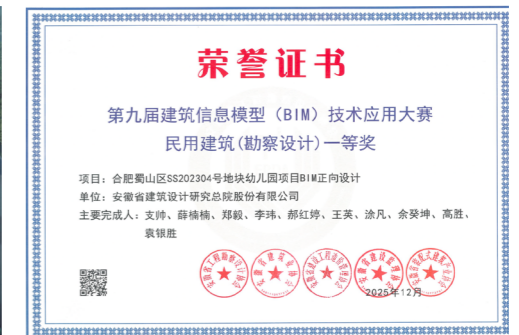 荣誉证书
第九届建筑信息模型（BIM）技术应用大赛
民用建筑(勘察设计)一等奖
项目：合肥蜀山区SS202304号地块幼儿园项目BIM正向设计
单位：安徽省建筑设计研究总院股份有限公司
主要完成人：支帅、薛楠楠、郑毅、李玮、郝红婷、王英、涂凡、余癸坤、高胜、
袁银胜
2025年12月